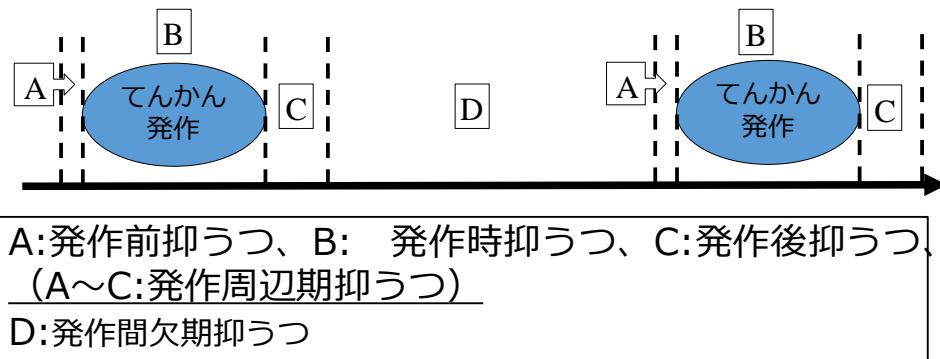 B
B
A
てんかん
発作
C
D
A
てんかん
発作
C
A:発作前抑うつ、B:　発作時抑うつ、C:発作後抑うつ、
（A～C:発作周辺期抑うつ）
D:発作間欠期抑うつ